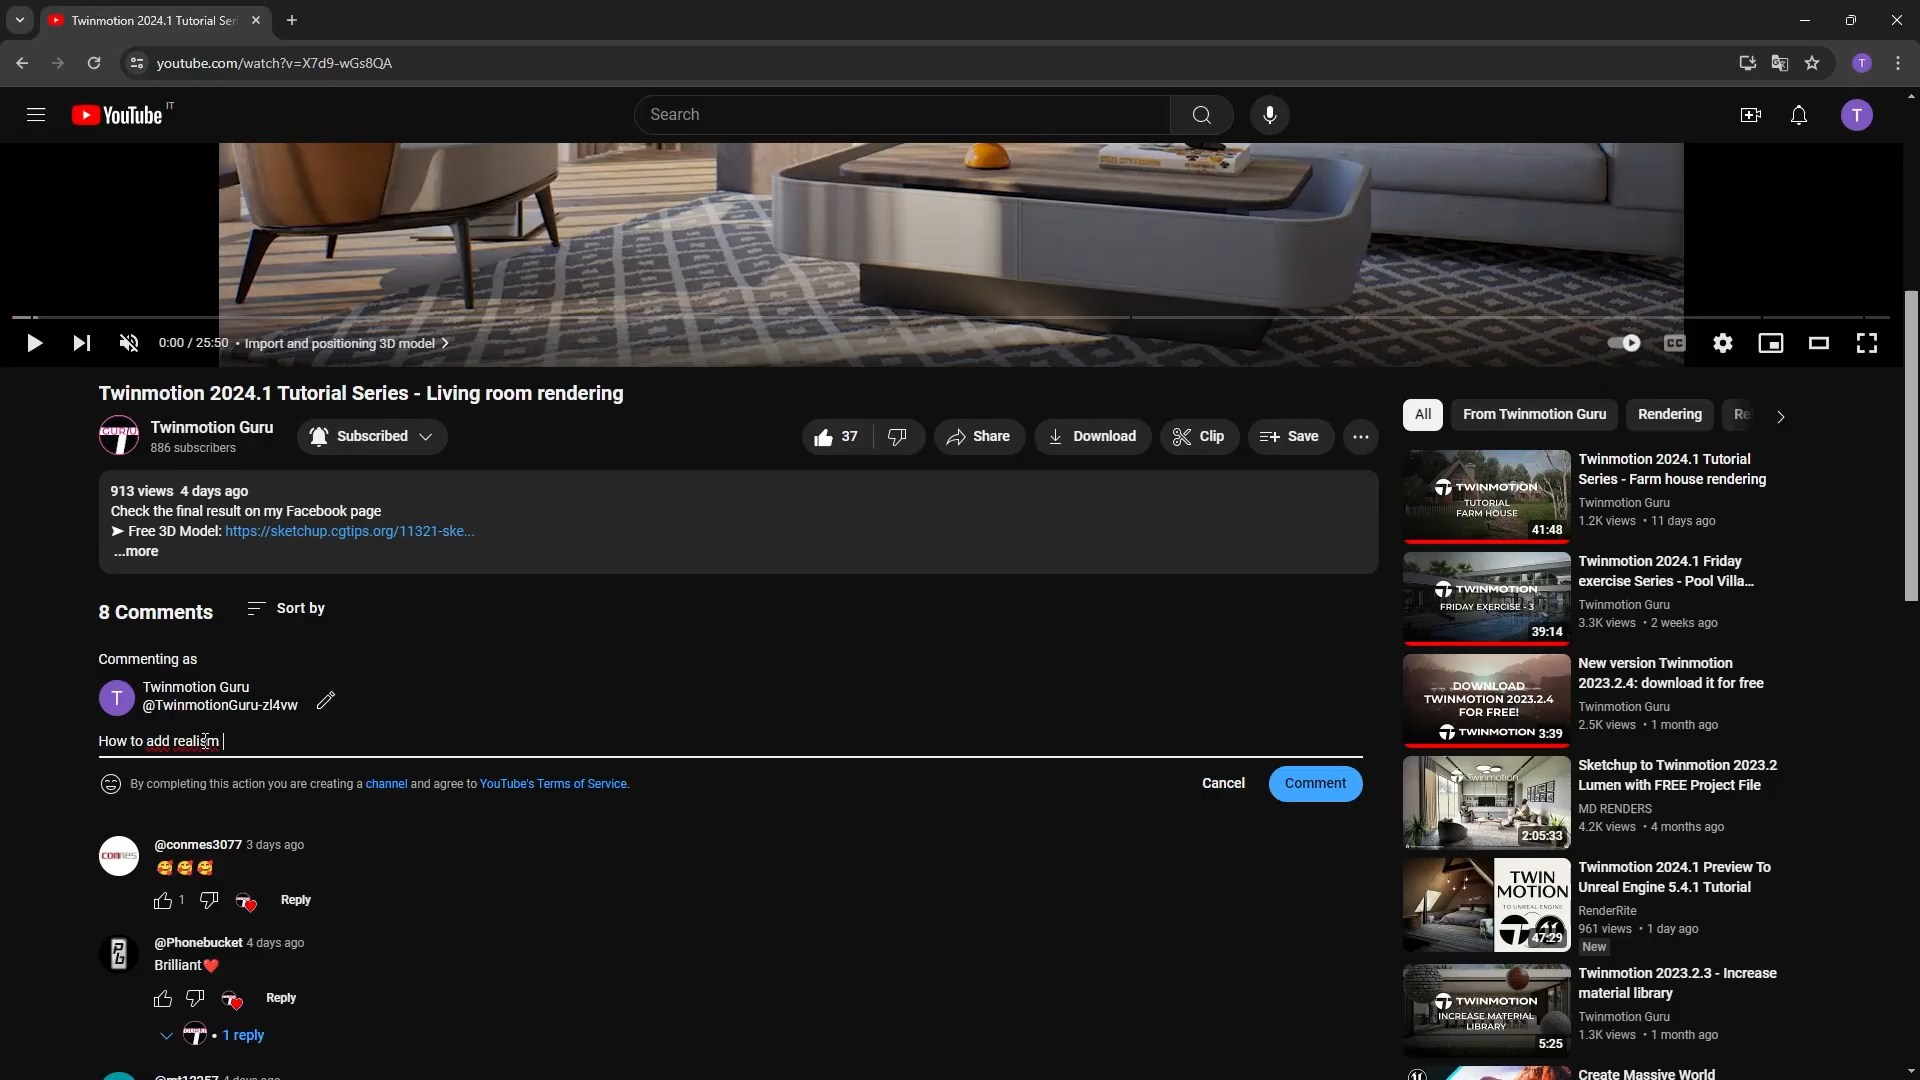 Twinmotion 2024.1 Tutorial Ser
youtube.com/watch?v=X7d9-wGs8QA
YouTube IT
Search
T
STEEL CITY FASHION
0:00 / 25:50 • Import and positioning 3D model
CC
Twinmotion 2024.1 Tutorial Series - Living room rendering
GURU
Twinmotion Guru
886 subscribers
Subscribed
37
Share
Download
Clip
Save
913 views 4 days ago
Check the final result on my Facebook page
➤ Free 3D Model: https://sketchup.cgtips.org/11321-ske...
...more
8 Comments
Sort by
Commenting as
T
Twinmotion Guru
@TwinmotionGuru-zl4vw
How to add realism
By completing this action you are creating a channel and agree to YouTube's Terms of Service.
Cancel
Comment
conmes
@conmes3077 3 days ago
🥰🥰🥰
1
Reply
@Phonebucket 4 days ago
Brilliant❤️
Reply
• 1 reply
All
From Twinmotion Guru
Rendering
Re
TWINMOTION
TUTORIAL
FARM HOUSE
41:48
Twinmotion 2024.1 Tutorial
Series - Farm house rendering
Twinmotion Guru
1.2K views • 11 days ago
TWINMOTION
FRIDAY EXERCISE - 3
39:14
Twinmotion 2024.1 Friday
exercise Series - Pool Villa...
Twinmotion Guru
3.3K views • 2 weeks ago
DOWNLOAD
TWINMOTION 2023.2.4
FOR FREE!
TWINMOTION 3:39
New version Twinmotion
2023.2.4: download it for free
Twinmotion Guru
2.5K views • 1 month ago
Twinmotion
2:05:33
Sketchup to Twinmotion 2023.2
Lumen with FREE Project File
MD RENDERS
4.2K views • 4 months ago
TWIN
MOTION
TO UNREAL ENGINE
47:29
Twinmotion 2024.1 Preview To
Unreal Engine 5.4.1 Tutorial
RenderRite
961 views • 1 day ago
New
TWINMOTION
INCREASE MATERIAL
LIBRARY
5:25
Twinmotion 2023.2.3 - Increase
material library
Twinmotion Guru
1.3K views • 1 month ago
Create Massive World